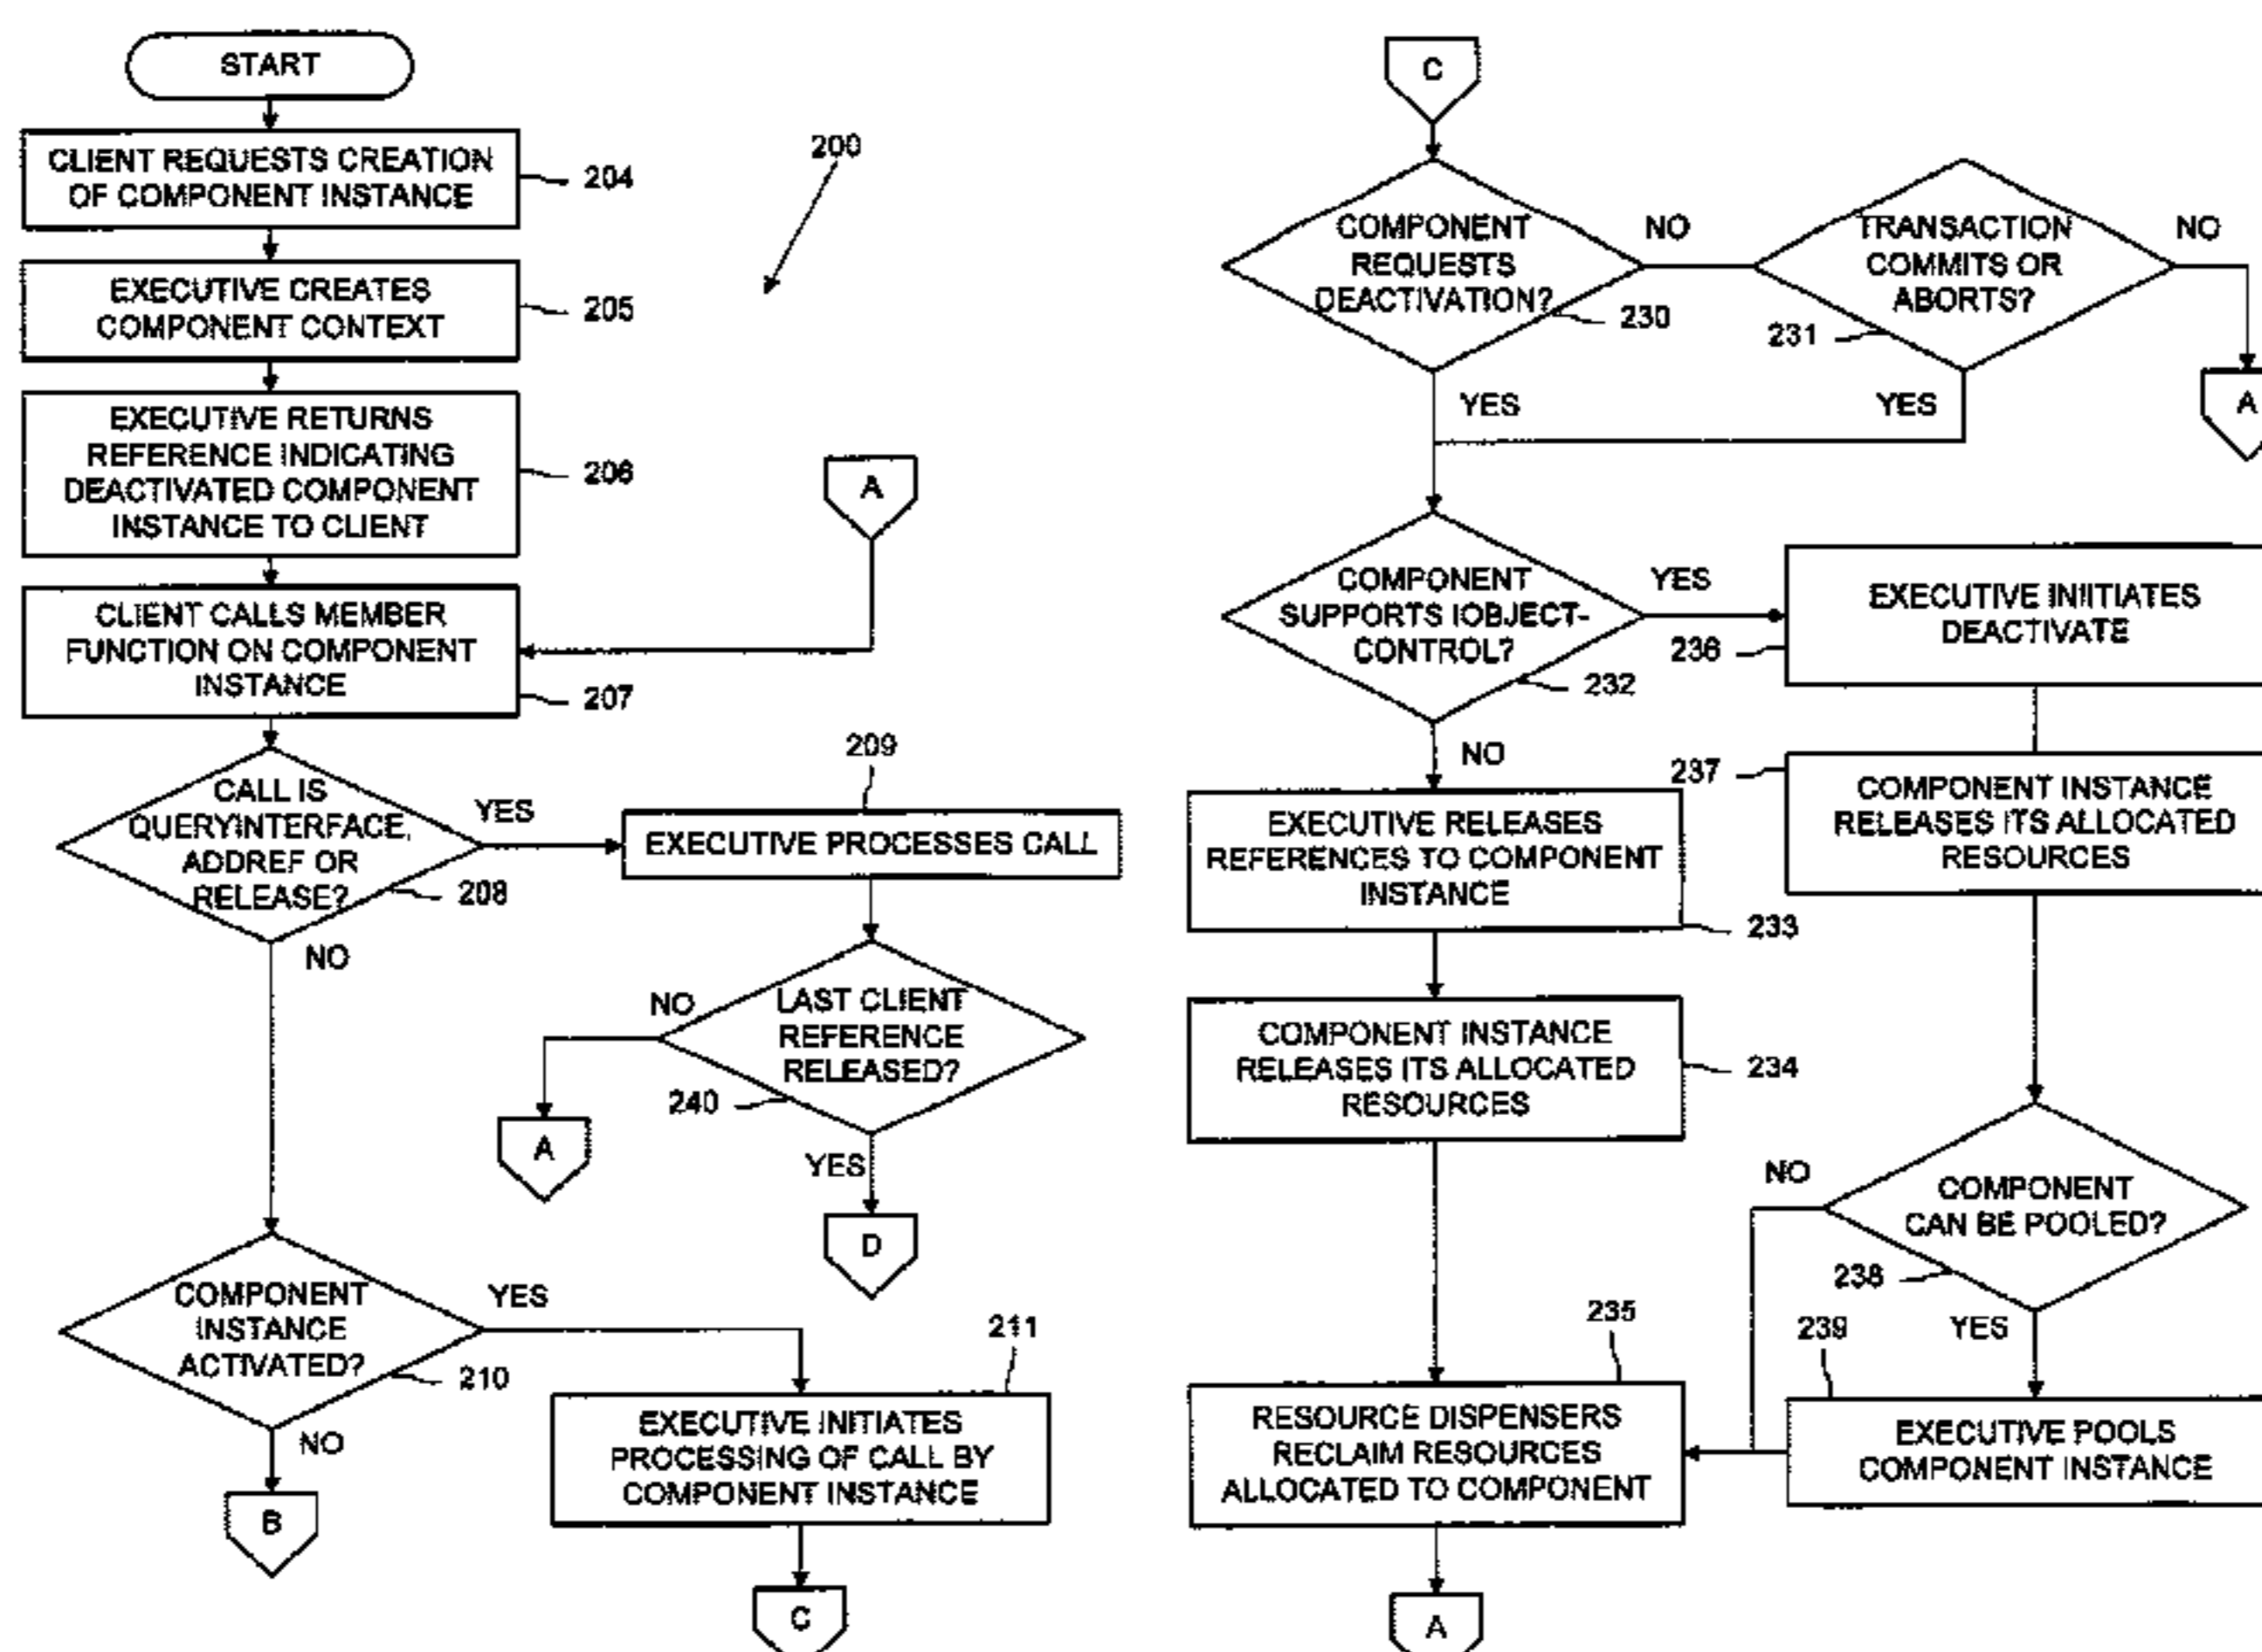 START
CLIENT REQUESTS CREATION
OF COMPONENT INSTANCE
204
200
EXECUTIVE CREATES
COMPONENT CONTEXT
205
EXECUTIVE RETURNS
REFERENCE INDICATING
DEACTIVATED COMPONENT
INSTANCE TO CLIENT
206
A
CLIENT CALLS MEMBER
FUNCTION ON COMPONENT
INSTANCE
207
CALL IS
QUERYINTERFACE,
ADDREF OR
RELEASE?
208
YES
NO
209
EXECUTIVE PROCESSES CALL
LAST CLIENT
REFERENCE
RELEASED?
240
NO
A
YES
D
COMPONENT
INSTANCE
ACTIVATED?
210
YES
NO
B
211
EXECUTIVE INITIATES
PROCESSING OF CALL BY
COMPONENT INSTANCE
C
C
COMPONENT
REQUESTS
DEACTIVATION?
230
NO
YES
TRANSACTION
COMMITS OR
ABORTS?
231
NO
YES
A
COMPONENT
SUPPORTS IOBJECT-
CONTROL?
232
YES
NO
EXECUTIVE INITIATES
DEACTIVATE
236
EXECUTIVE RELEASES
REFERENCES TO COMPONENT
INSTANCE
233
237
COMPONENT INSTANCE
RELEASES ITS ALLOCATED
RESOURCES
COMPONENT INSTANCE
RELEASES ITS ALLOCATED
RESOURCES
234
COMPONENT
CAN BE POOLED?
238
NO
YES
235
RESOURCE DISPENSERS
RECLAIM RESOURCES
ALLOCATED TO COMPONENT
239
EXECUTIVE POOLS
COMPONENT INSTANCE
A